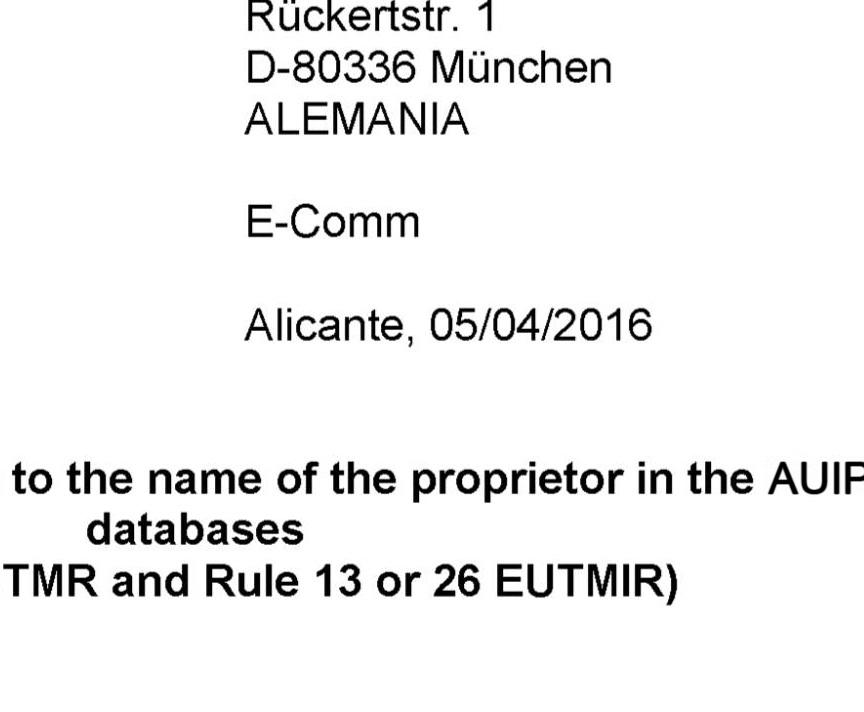 Rückertstr. 1
D-80336 München
ALEMANIA
E-Comm
Alicante, 05/04/2016
to the name of the proprietor in the AUIP
databases
TMR and Rule 13 or 26 EUTMIR)